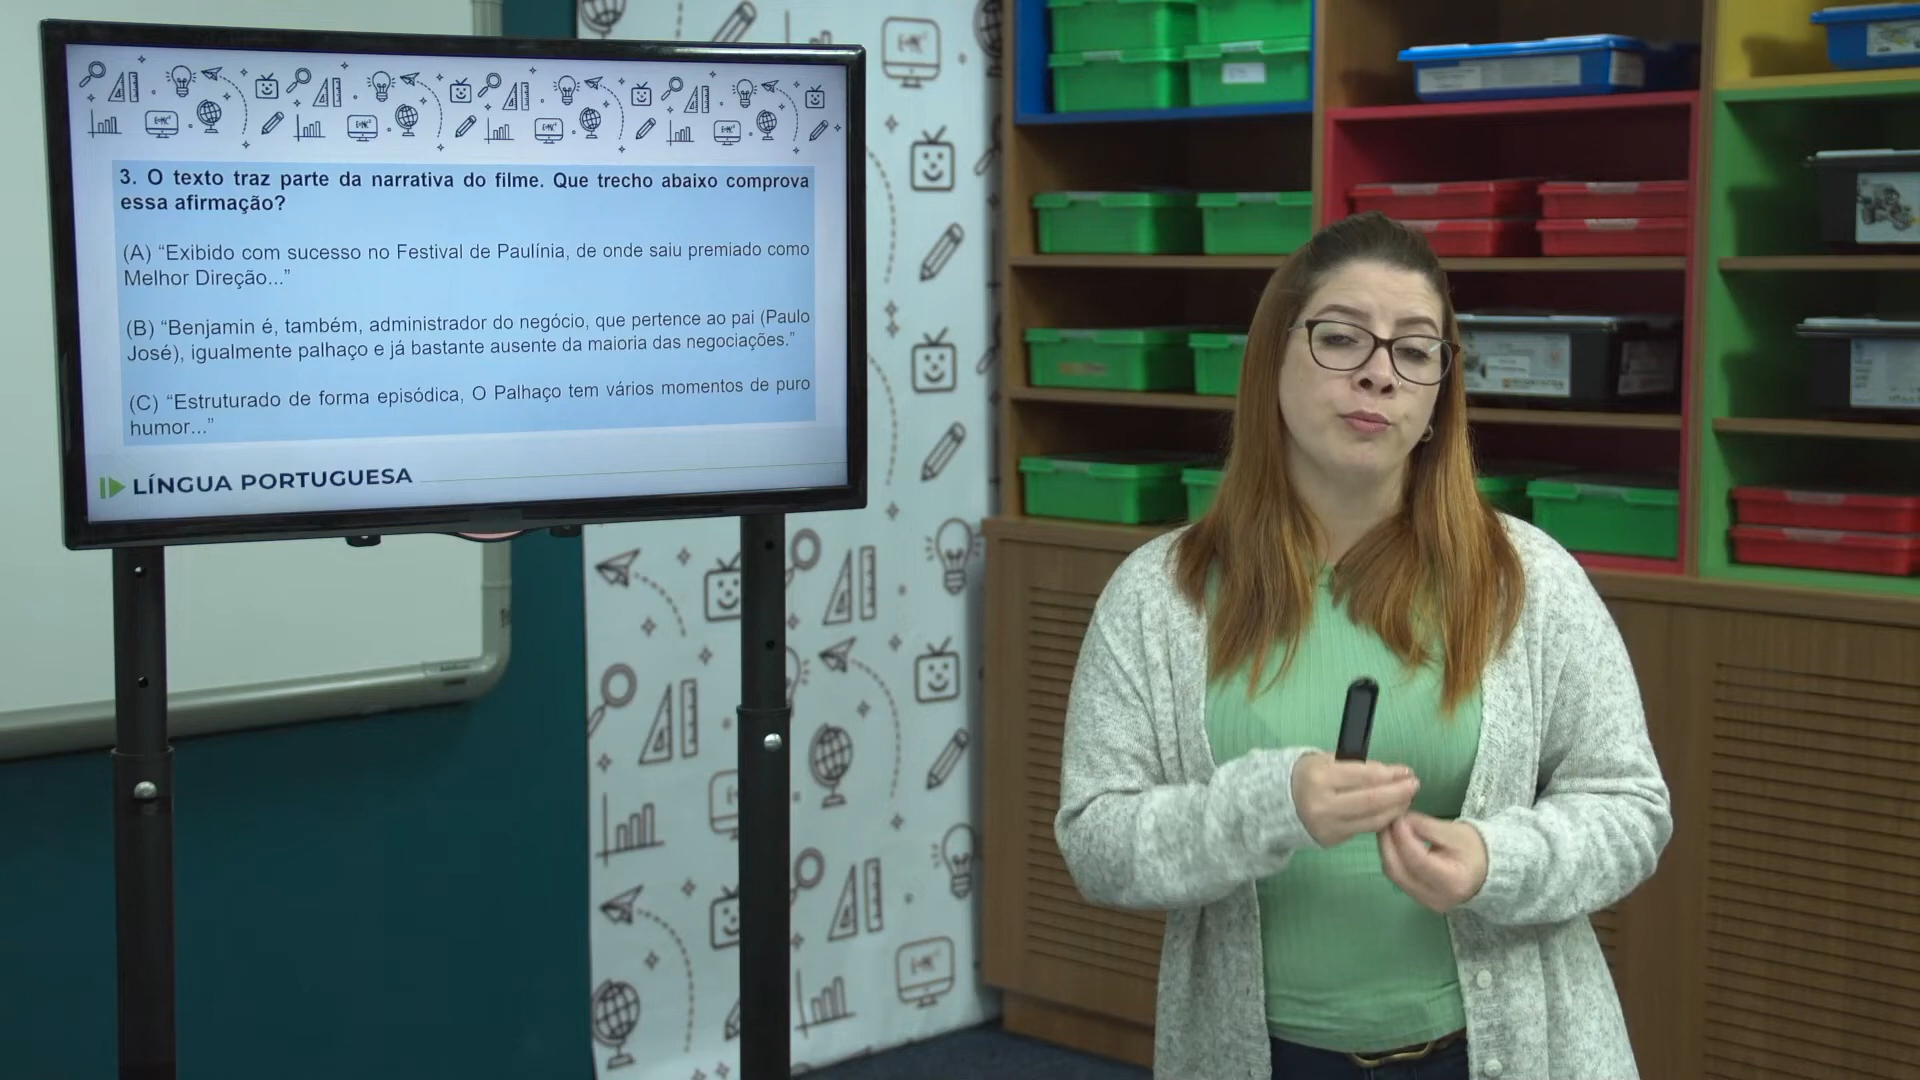 3. O texto traz parte da narrativa do filme. Que trecho abaixo comprova
essa afirmação?
(A) “Exibido com sucesso no Festival de Paulínia, de onde saiu premiado como
Melhor Direção...”
(B) “Benjamin é, também, administrador do negócio, que pertence ao pai (Paulo
José), igualmente palhaço e já bastante ausente da maioria das negociações.”
(C) “Estruturado de forma episódica, O Palhaço tem vários momentos de puro
humor...”
LÍNGUA PORTUGUESA